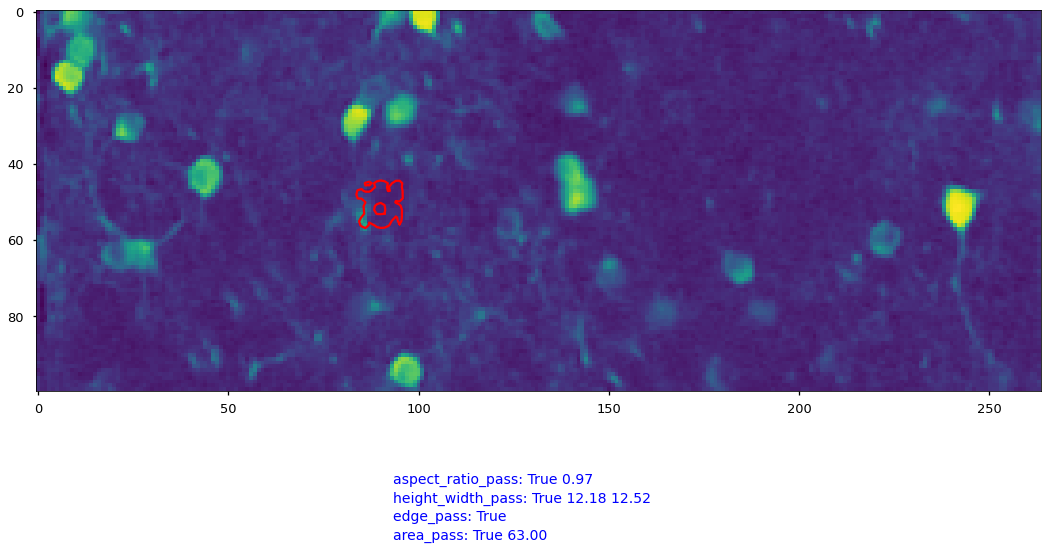 0
20
40
60
80
0 50 100 150 200 250
aspect_ratio_pass: True 0.97
height_width_pass: True 12.18 12.52
edge_pass: True
area_pass: True 63.00